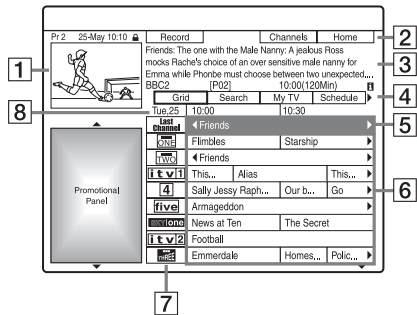 Pr 2 25-May 10:10 Record Channels Home
Friends: The one with the Male Nanny: A jealous Ross
mocks Rache's choice of an over sensitive male nanny for
Emma while Phonbe must choose between two unexpected....
BBC2 [P02] 10:00(120Min) i
Grid Search My TV Schedule
Tue,25 10:00 10:30
Last Channel Friends
ONE Flimbles Starship
TWO Friends
itv1 This... Alias This...
4 Sally Jessy Raph... Our b... Go
five Armageddon
sky one News at Ten The Secret
itv2 Football
THREE Emmerdale Homes... Polic...
Promotional
Panel
1
2
3
4
5
6
7
8